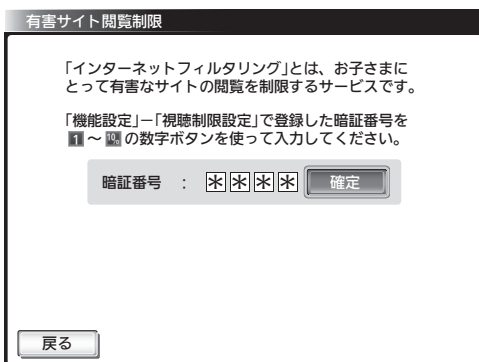 有害サイト閲覧制限
｢インターネットフィルタリング｣とは、お子さまに
とって有害なサイトの閲覧を制限するサービスです。
｢機能設定｣－｢視聴制限設定｣で登録した暗証番号を
1 ～ 10 の数字ボタンを使って入力してください。
暗証番号 : ＊＊＊＊ 確定
戻る